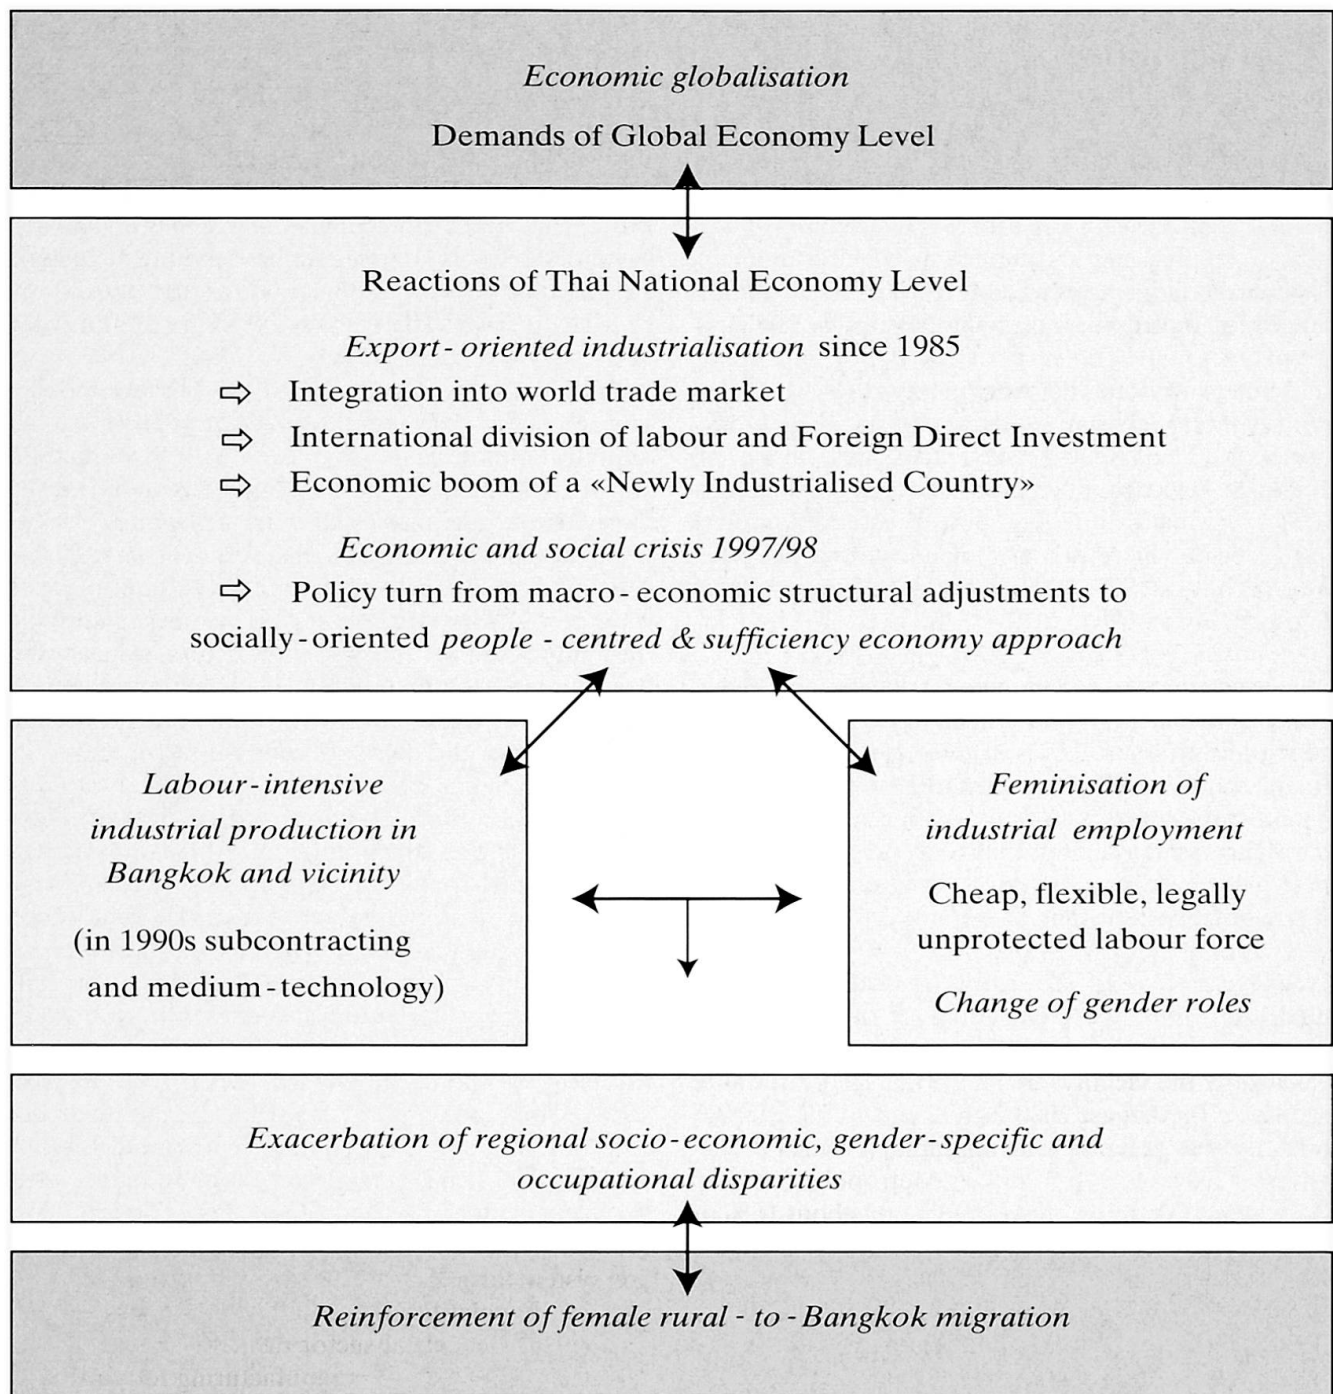 Economic globalisation
Demands of Global Economy Level
Reactions of Thai National Economy Level
Export-oriented industrialisation since 1985
⇨ Integration into world trade market
⇨ International division of labour and Foreign Direct Investment
⇨ Economic boom of a «Newly Industrialised Country»
Economic and social crisis 1997/98
⇨ Policy turn from macro-economic structural adjustments to
socially-oriented people-centred & sufficiency economy approach
Labour-intensive
industrial production in
Bangkok and vicinity
(in 1990s subcontracting
and medium-technology)
Feminisation of
industrial employment
Cheap, flexible, legally
unprotected labour force
Change of gender roles
Exacerbation of regional socio-economic, gender-specific and
occupational disparities
Reinforcement of female rural-to-Bangkok migration